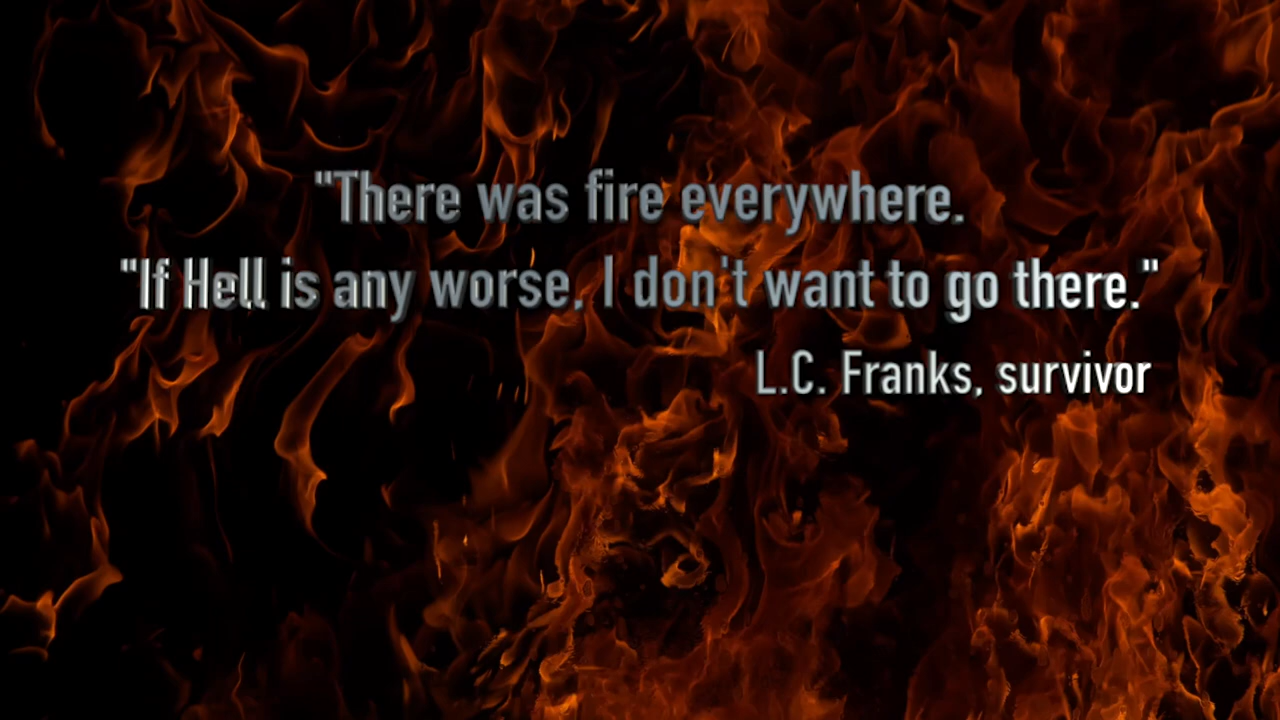 "There was fire everywhere.
"If Hell is any worse, I don't want to go there."
L.C. Franks, survivor